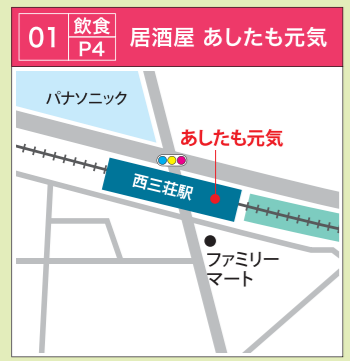 01
飲食
P4
居酒屋 あしたも元気
パナソニック
あしたも元気
西三荘駅
ファミリー
マート